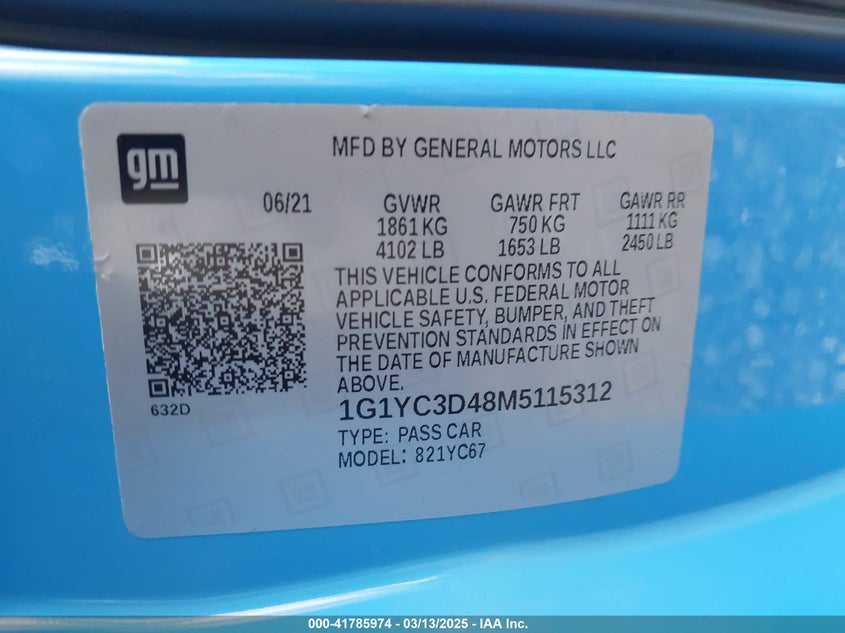 gm
MFD BY GENERAL MOTORS LLC
06/21 GVWR GAWR FRT GAWR RR
1861 KG 750 KG 1111 KG
4102 LB 1653 LB 2450 LB
THIS VEHICLE CONFORMS TO ALL
APPLICABLE U.S. FEDERAL MOTOR
VEHICLE SAFETY, BUMPER, AND THEFT
PREVENTION STANDARDS IN EFFECT ON
THE DATE OF MANUFACTURE SHOWN
ABOVE.
632D
1G1YC3D48M5115312
TYPE: PASS CAR
MODEL: 821YC67
000-41785974 - 03/13/2025 - IAA Inc.